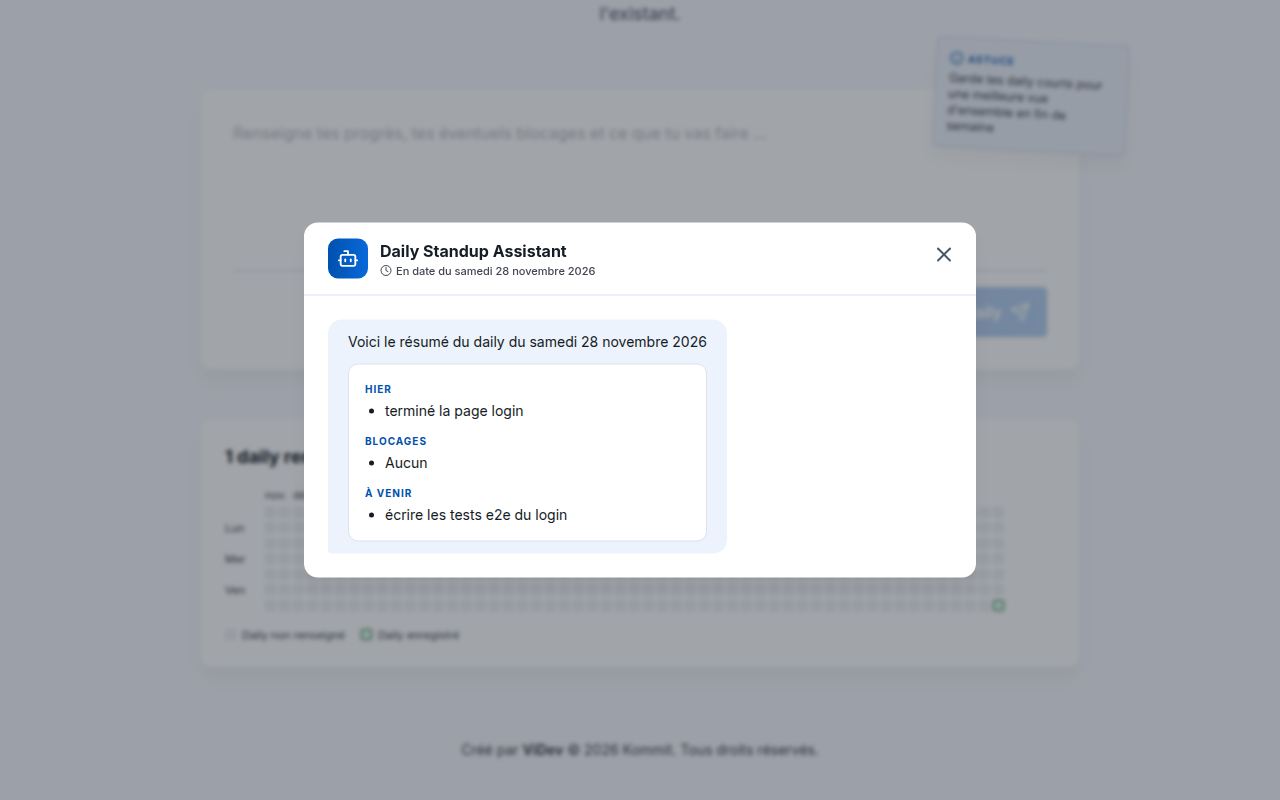 l'existant.
ASTUCE
Garde tes daily courts pour
une meilleure vue
d'ensemble en fin de
semaine
Renseigne tes progrès, tes éventuels blocages et ce que tu vas faire ...
Daily Standup Assistant
En date du samedi 28 novembre 2026
Voici le résumé du daily du samedi 28 novembre 2026
HIER
• terminé la page login
BLOCAGES
• Aucun
À VENIR
• écrire les tests e2e du login
1 daily
nov.
Lun
Mer
Ven
Daily non renseigné
Daily enregistré
Créé par ViDev © 2026 Kommit. Tous droits réservés.